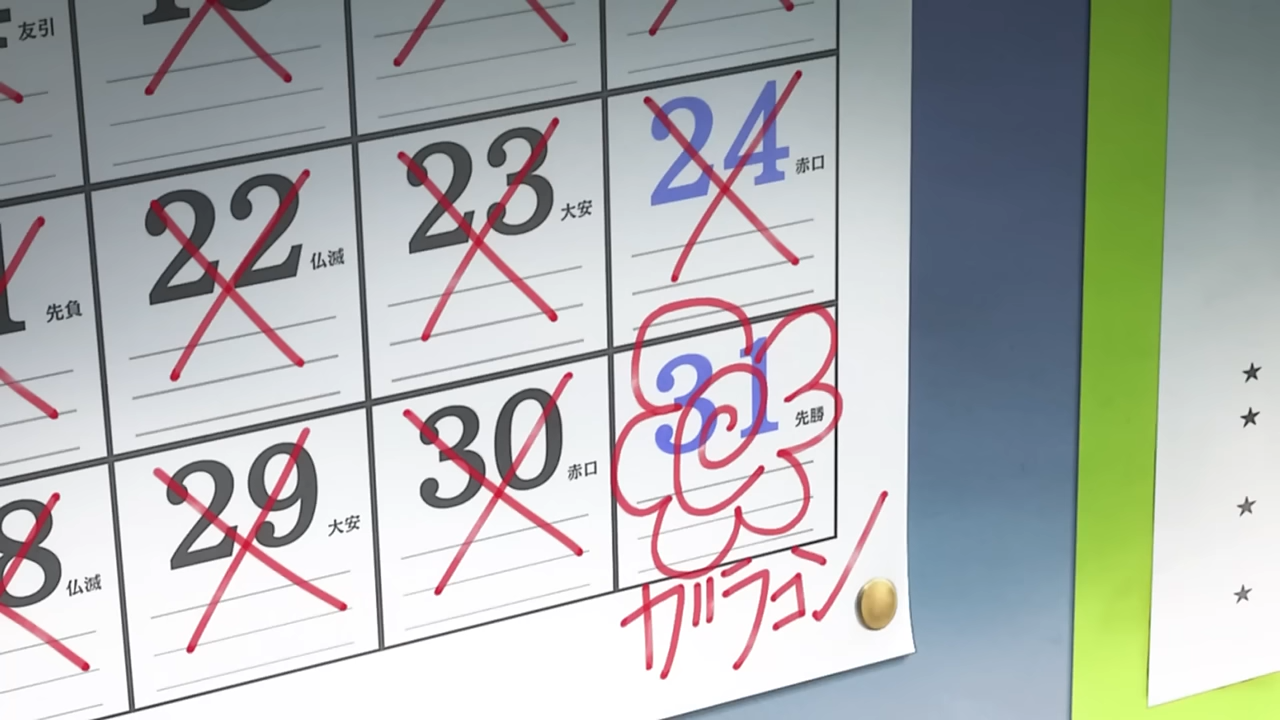 友引
22 仏滅
23 大安
24 赤口
先負
29 大安
30 赤口
31 先勝
8 仏滅
ガラコン
★
★
★
★